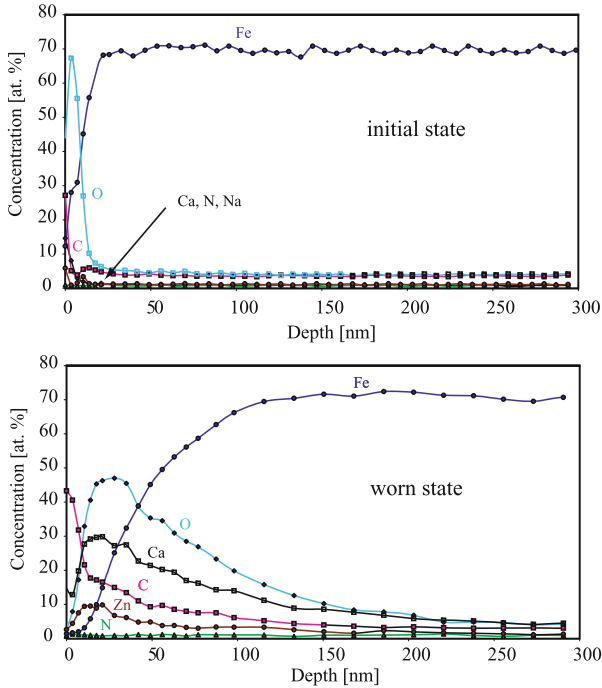 80
70
60
50
40
30
20
10
0
Concentration [at. %]
Fe
initial state
O
C
Ca, N, Na
0
50
100
150
200
250
300
Depth [nm]
80
70
60
50
40
30
20
10
0
Concentration [at. %]
Fe
worn state
O
Ca
C
Zn
N
0
50
100
150
200
250
300
Depth [nm]